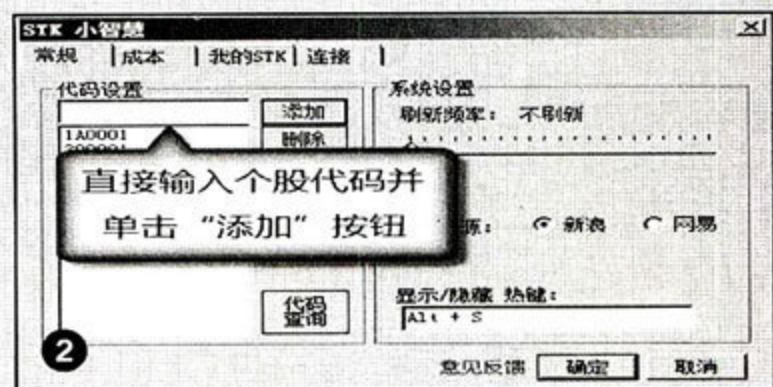 STK 小智慧
常规 成本 我的STK 连接
代码设置
添加
1A0001
删除
直接输入个股代码并
单击“添加”按钮
代码
查询
系统设置
刷新频率： 不刷新
源： 新浪 网易
显示/隐藏 热键：
Alt + S
意见反馈 确定 取消
2